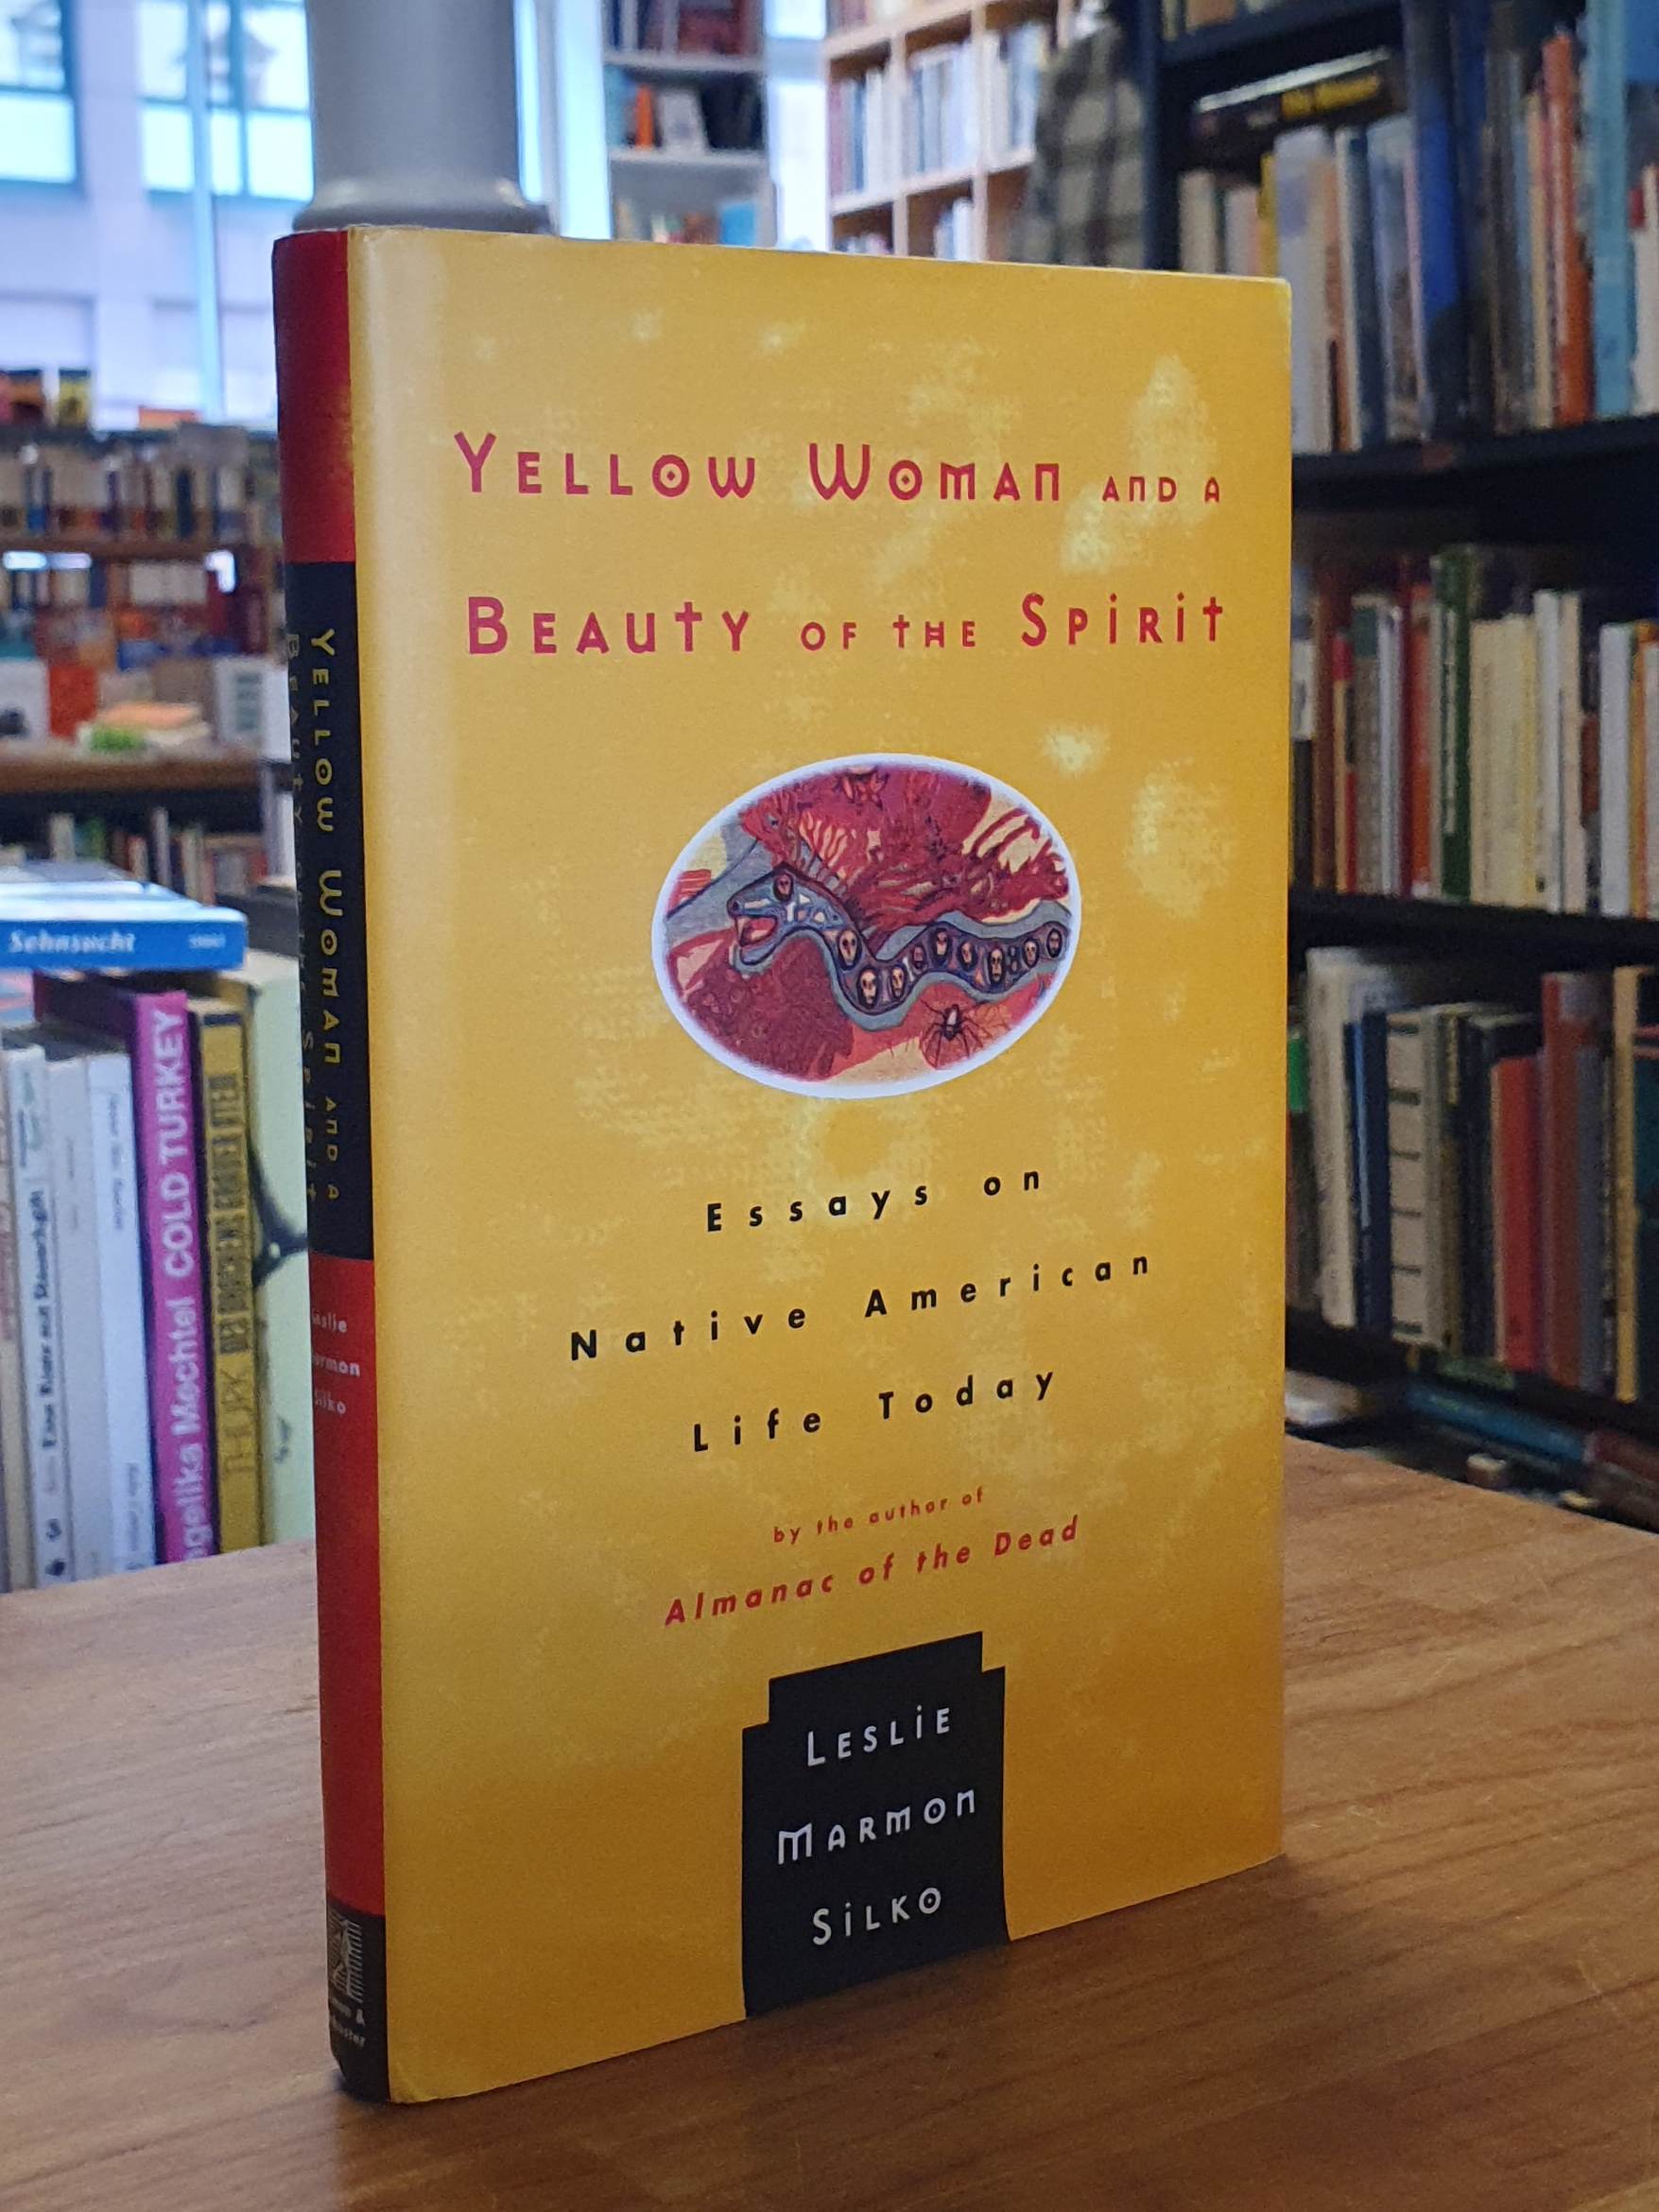 YELLOW WOMAN AND A
BEAUTY OF THE SPIRIT
Essays on
Native American
Life Today
by the author of
Almanac of the Dead
LESLIE
MARMON
SILKO
YELLOW WOMAN AND A
BEAUTY OF THE SPIRIT
Leslie
Marmon
Silko
Sehnsucht
COLD TURKEY